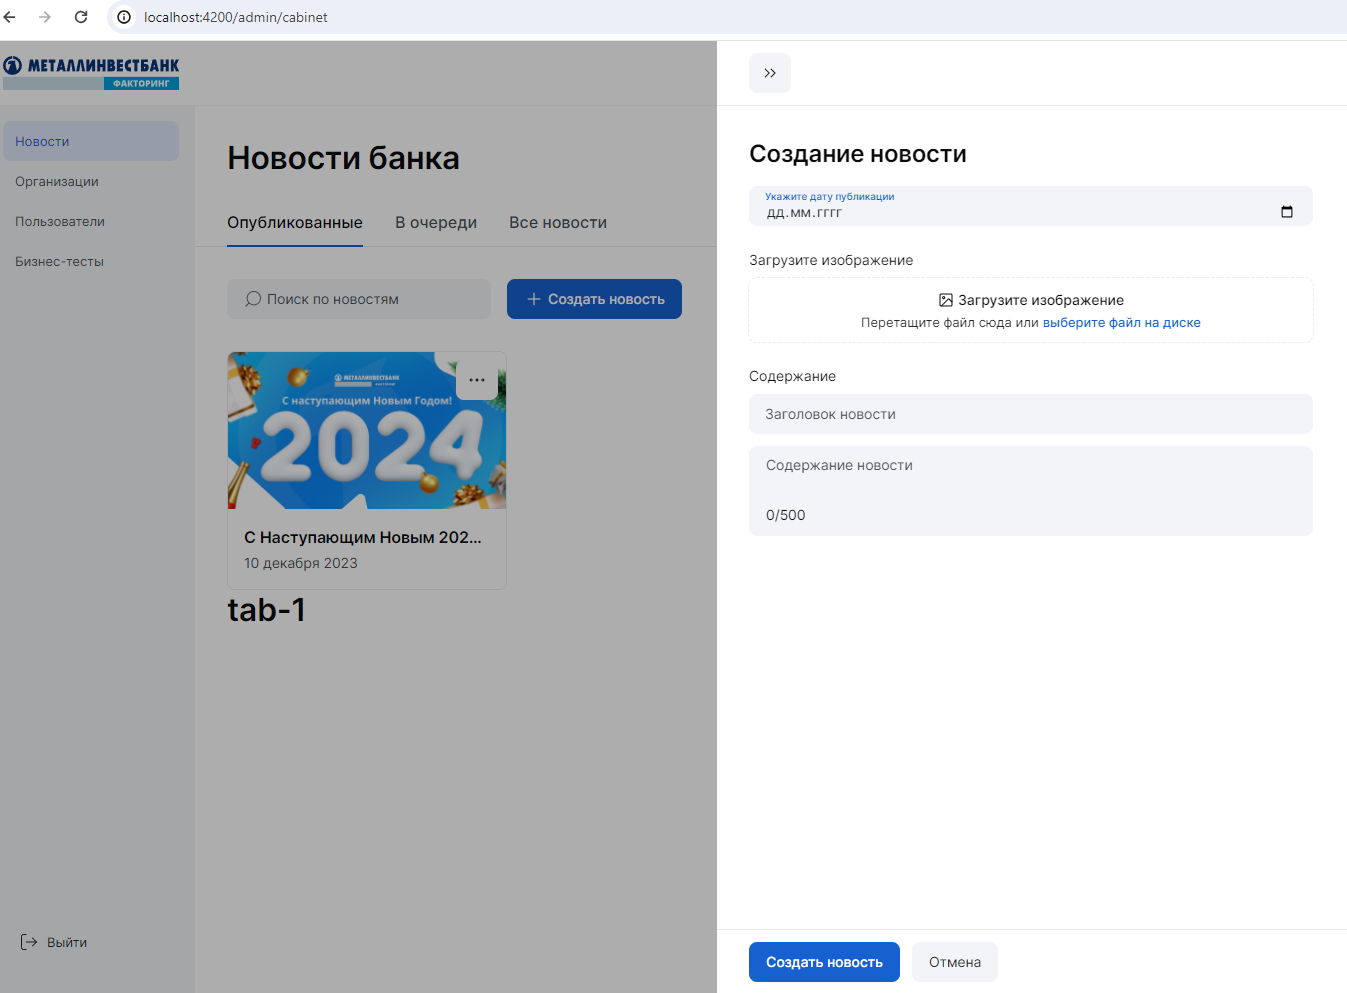 localhost:4200/admin/cabinet
МЕТАЛЛИНВЕСТБАНК
ФАКТОРИНГ
Новости
Организации
Пользователи
Бизнес-тесты
Выйти
Новости банка
Опубликованные В очереди Все новости
Поиск по новостям
Создать новость
МЕТАЛЛИНВЕСТБАНК
ФАКТОРИНГ
С наступающим Новым Годом!
2024
С Наступающим Новым 202...
10 декабря 2023
tab-1
Создание новости
Укажите дату публикации
дд.мм.гггг
Загрузите изображение
Загрузите изображение
Перетащите файл сюда или выберите файл на диске
Содержание
Заголовок новости
Содержание новости
0/500
Создать новость Отмена